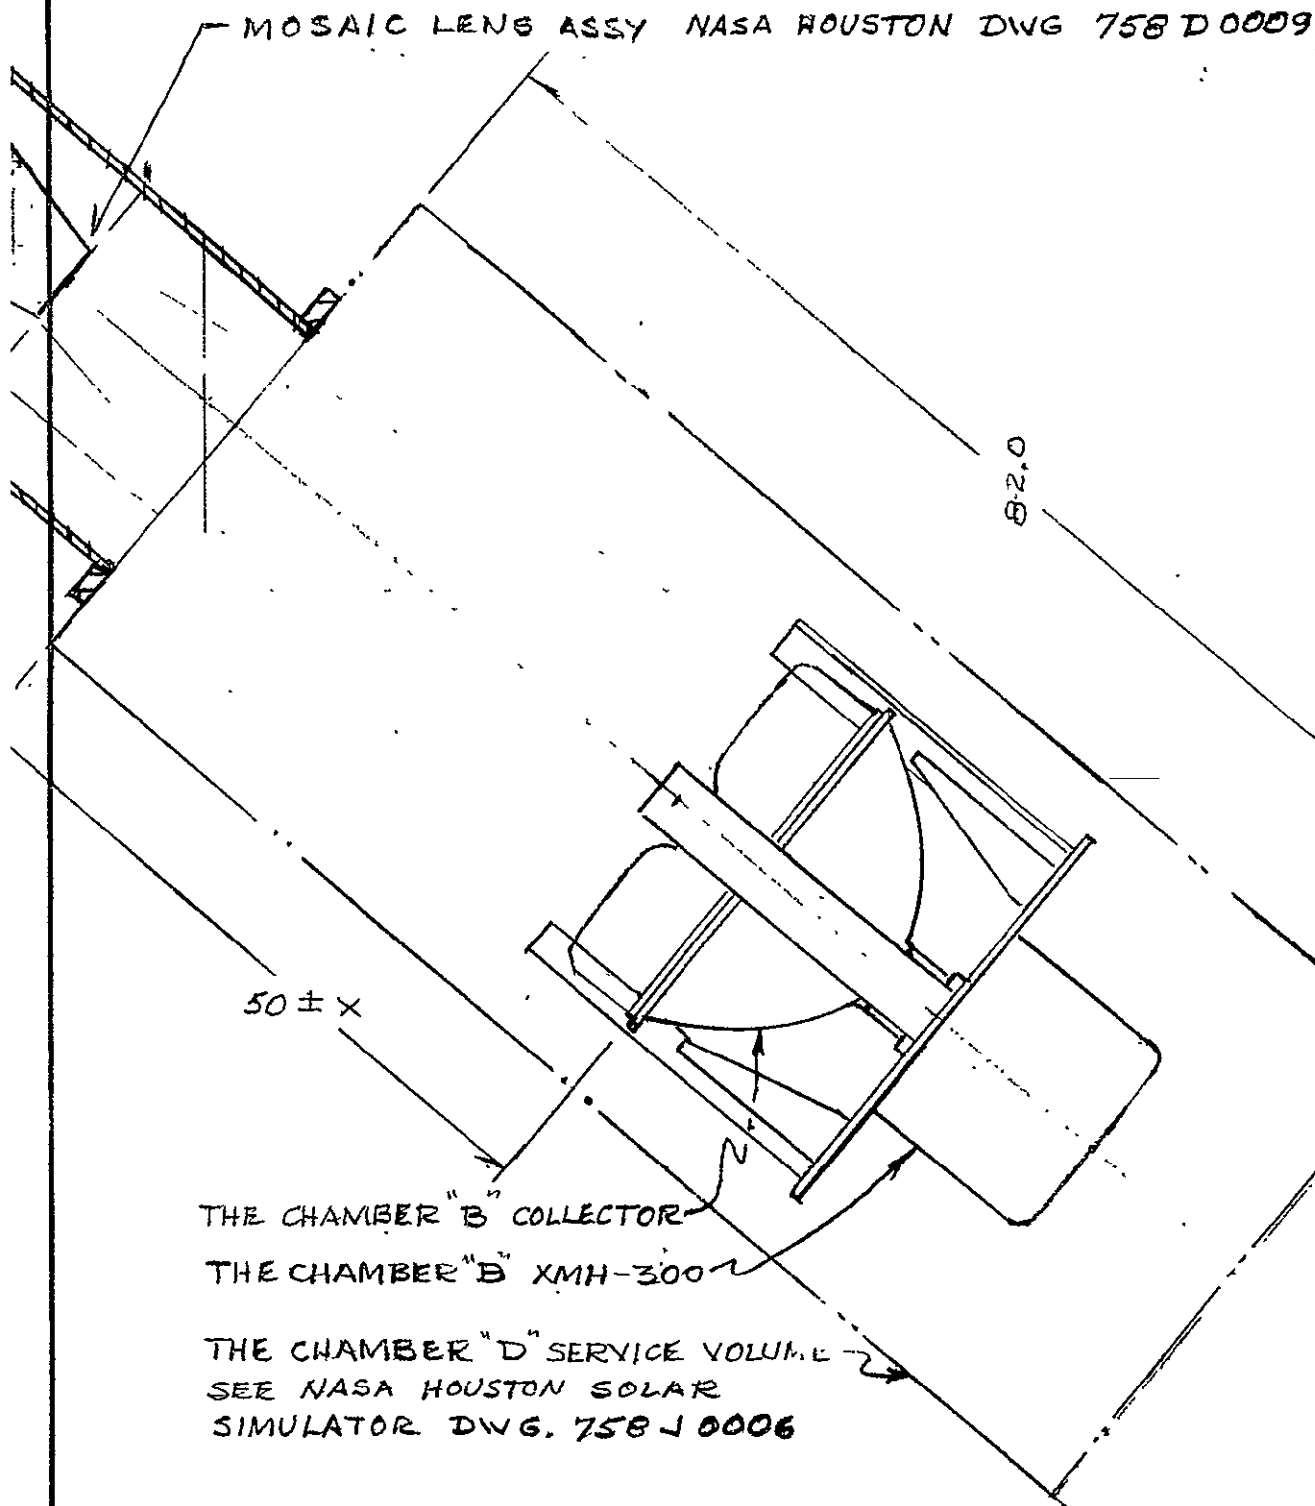 MOSAIC LENS ASSY NASA HOUSTON DWG 758 D 0009
82.0
50 ± X
THE CHAMBER "B" COLLECTOR
THE CHAMBER "B" XMH-300
THE CHAMBER "D" SERVICE VOLUME
SEE NASA HOUSTON SOLAR
SIMULATOR DWG. 758 J 0006